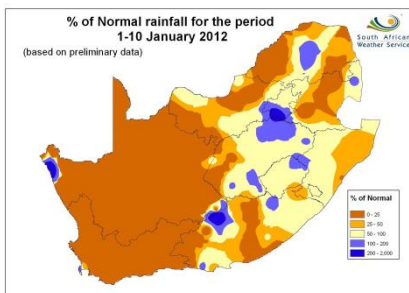 % of Normal rainfall for the period
1-10 January 2012
(based on preliminary data)
South African
Weather Service
% of Normal
0 - 25
25 - 50
50 - 100
100 - 200
200 - 2,000